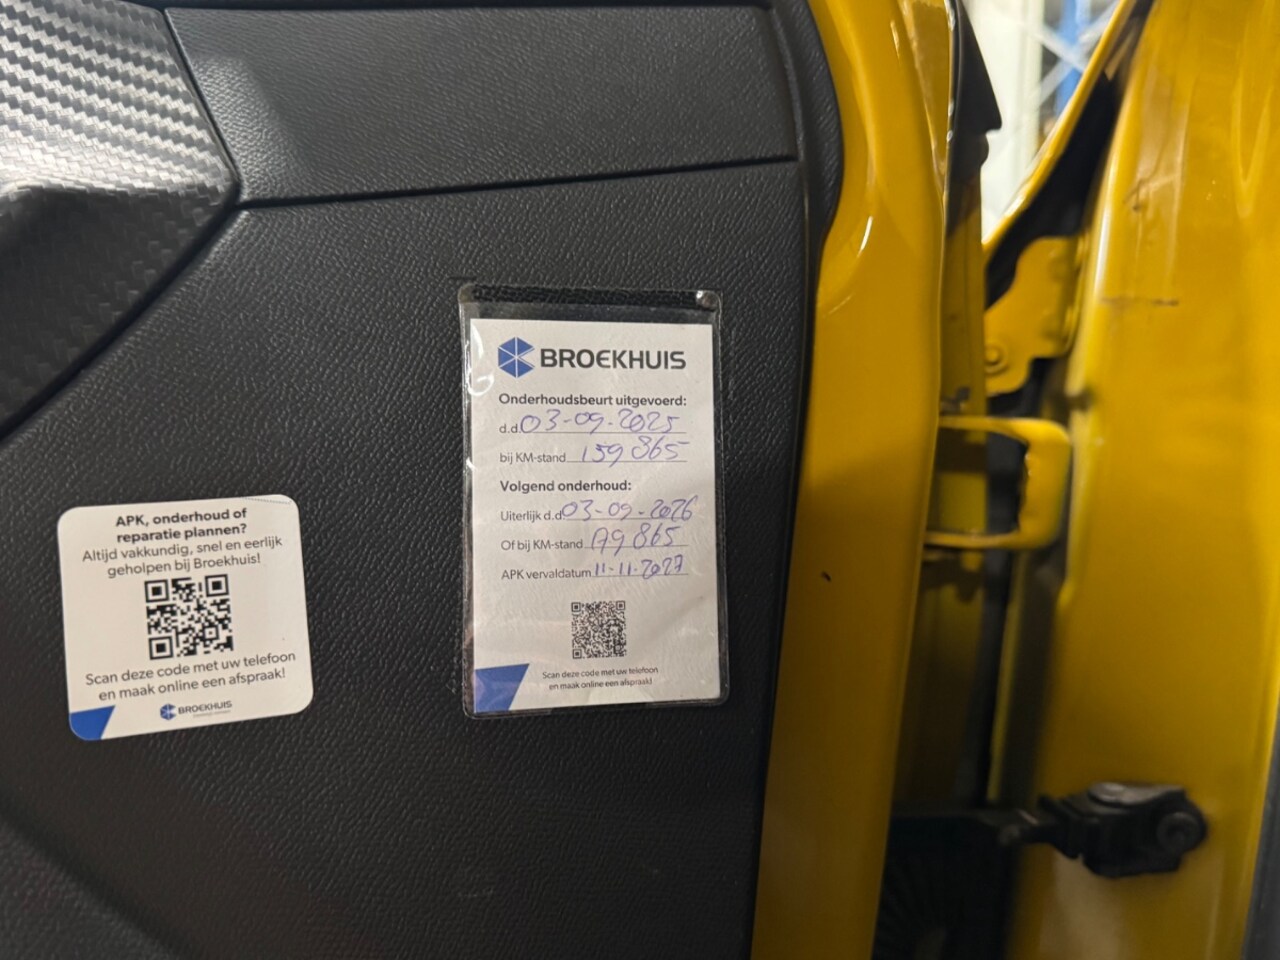 APK, onderhoud of
reparatie plannen?
Altijd vakkundig, snel en eerlijk
geholpen bij Broekhuis!
Scan deze code met uw telefoon
en maak online een afspraak!
BROEKHUIS
BROEKHUIS
Onderhoudsbeurt uitgevoerd:
d.d. 03-09-2025
bij KM-stand 159 865
Volgend onderhoud:
Uiterlijk d.d. 03-09-2026
Of bij KM-stand 179 865
APK vervaldatum 11-11-2027
Scan deze code met uw telefoon
en maak online een afspraak!